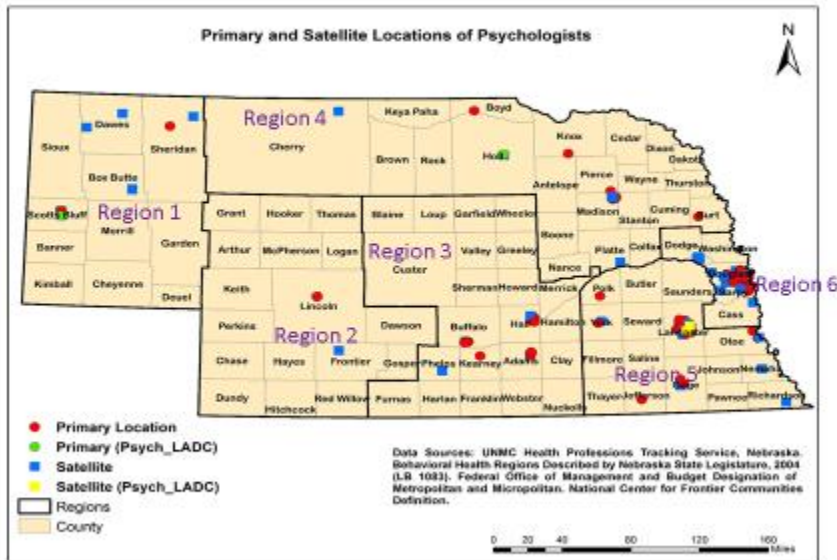 Primary and Satellite Locations of Psychologists
N
Region 4
Keya Paha
Boyd
Dawes
Sheridan
Sioux
Cherry
Brown
Rock
Holt
Knox
Cedar
Dixon
Dakota
Box Butte
Antelope
Pierce
Wayne
Thurston
Scotts Bluff
Region 1
Morrill
Garden
Banner
Kimball
Cheyenne
Deuel
Grant
Hooker
Thomas
Blaine
Loup
Garfield
Wheeler
Madison
Stanton
Cuming
Burt
Boone
Arthur
McPherson
Logan
Region 3
Custer
Valley
Greeley
Nance
Platte
Colfax
Dodge
Washington
Region 6
Keith
Lincoln
Sherman
Howard
Merrick
Polk
Butler
Saunders
Cass
Perkins
Region 2
Dawson
Buffalo
Hall
Hamilton
York
Seward
Lancaster
Otoe
Chase
Hayes
Frontier
Gosper
Phelps
Kearney
Adams
Clay
Fillmore
Saline
Region 5
Gage
Johnson
Dundy
Hitchcock
Red Willow
Furnas
Harlan
Franklin
Webster
Nuckolls
Thayer
Jefferson
Pawnee
Richardson
Primary Location
Primary (Psych_LADC)
Satellite
Satellite (Psych_LADC)
Regions
County
Data Sources: UNMC Health Professions Tracking Service, Nebraska.
Behavioral Health Regions Described by Nebraska State Legislature, 2004
(LB 1083). Federal Office of Management and Budget Designation of
Metropolitan and Micropolitan. National Center for Frontier Communities
Definition.
0 20 40 80 120 160
Miles